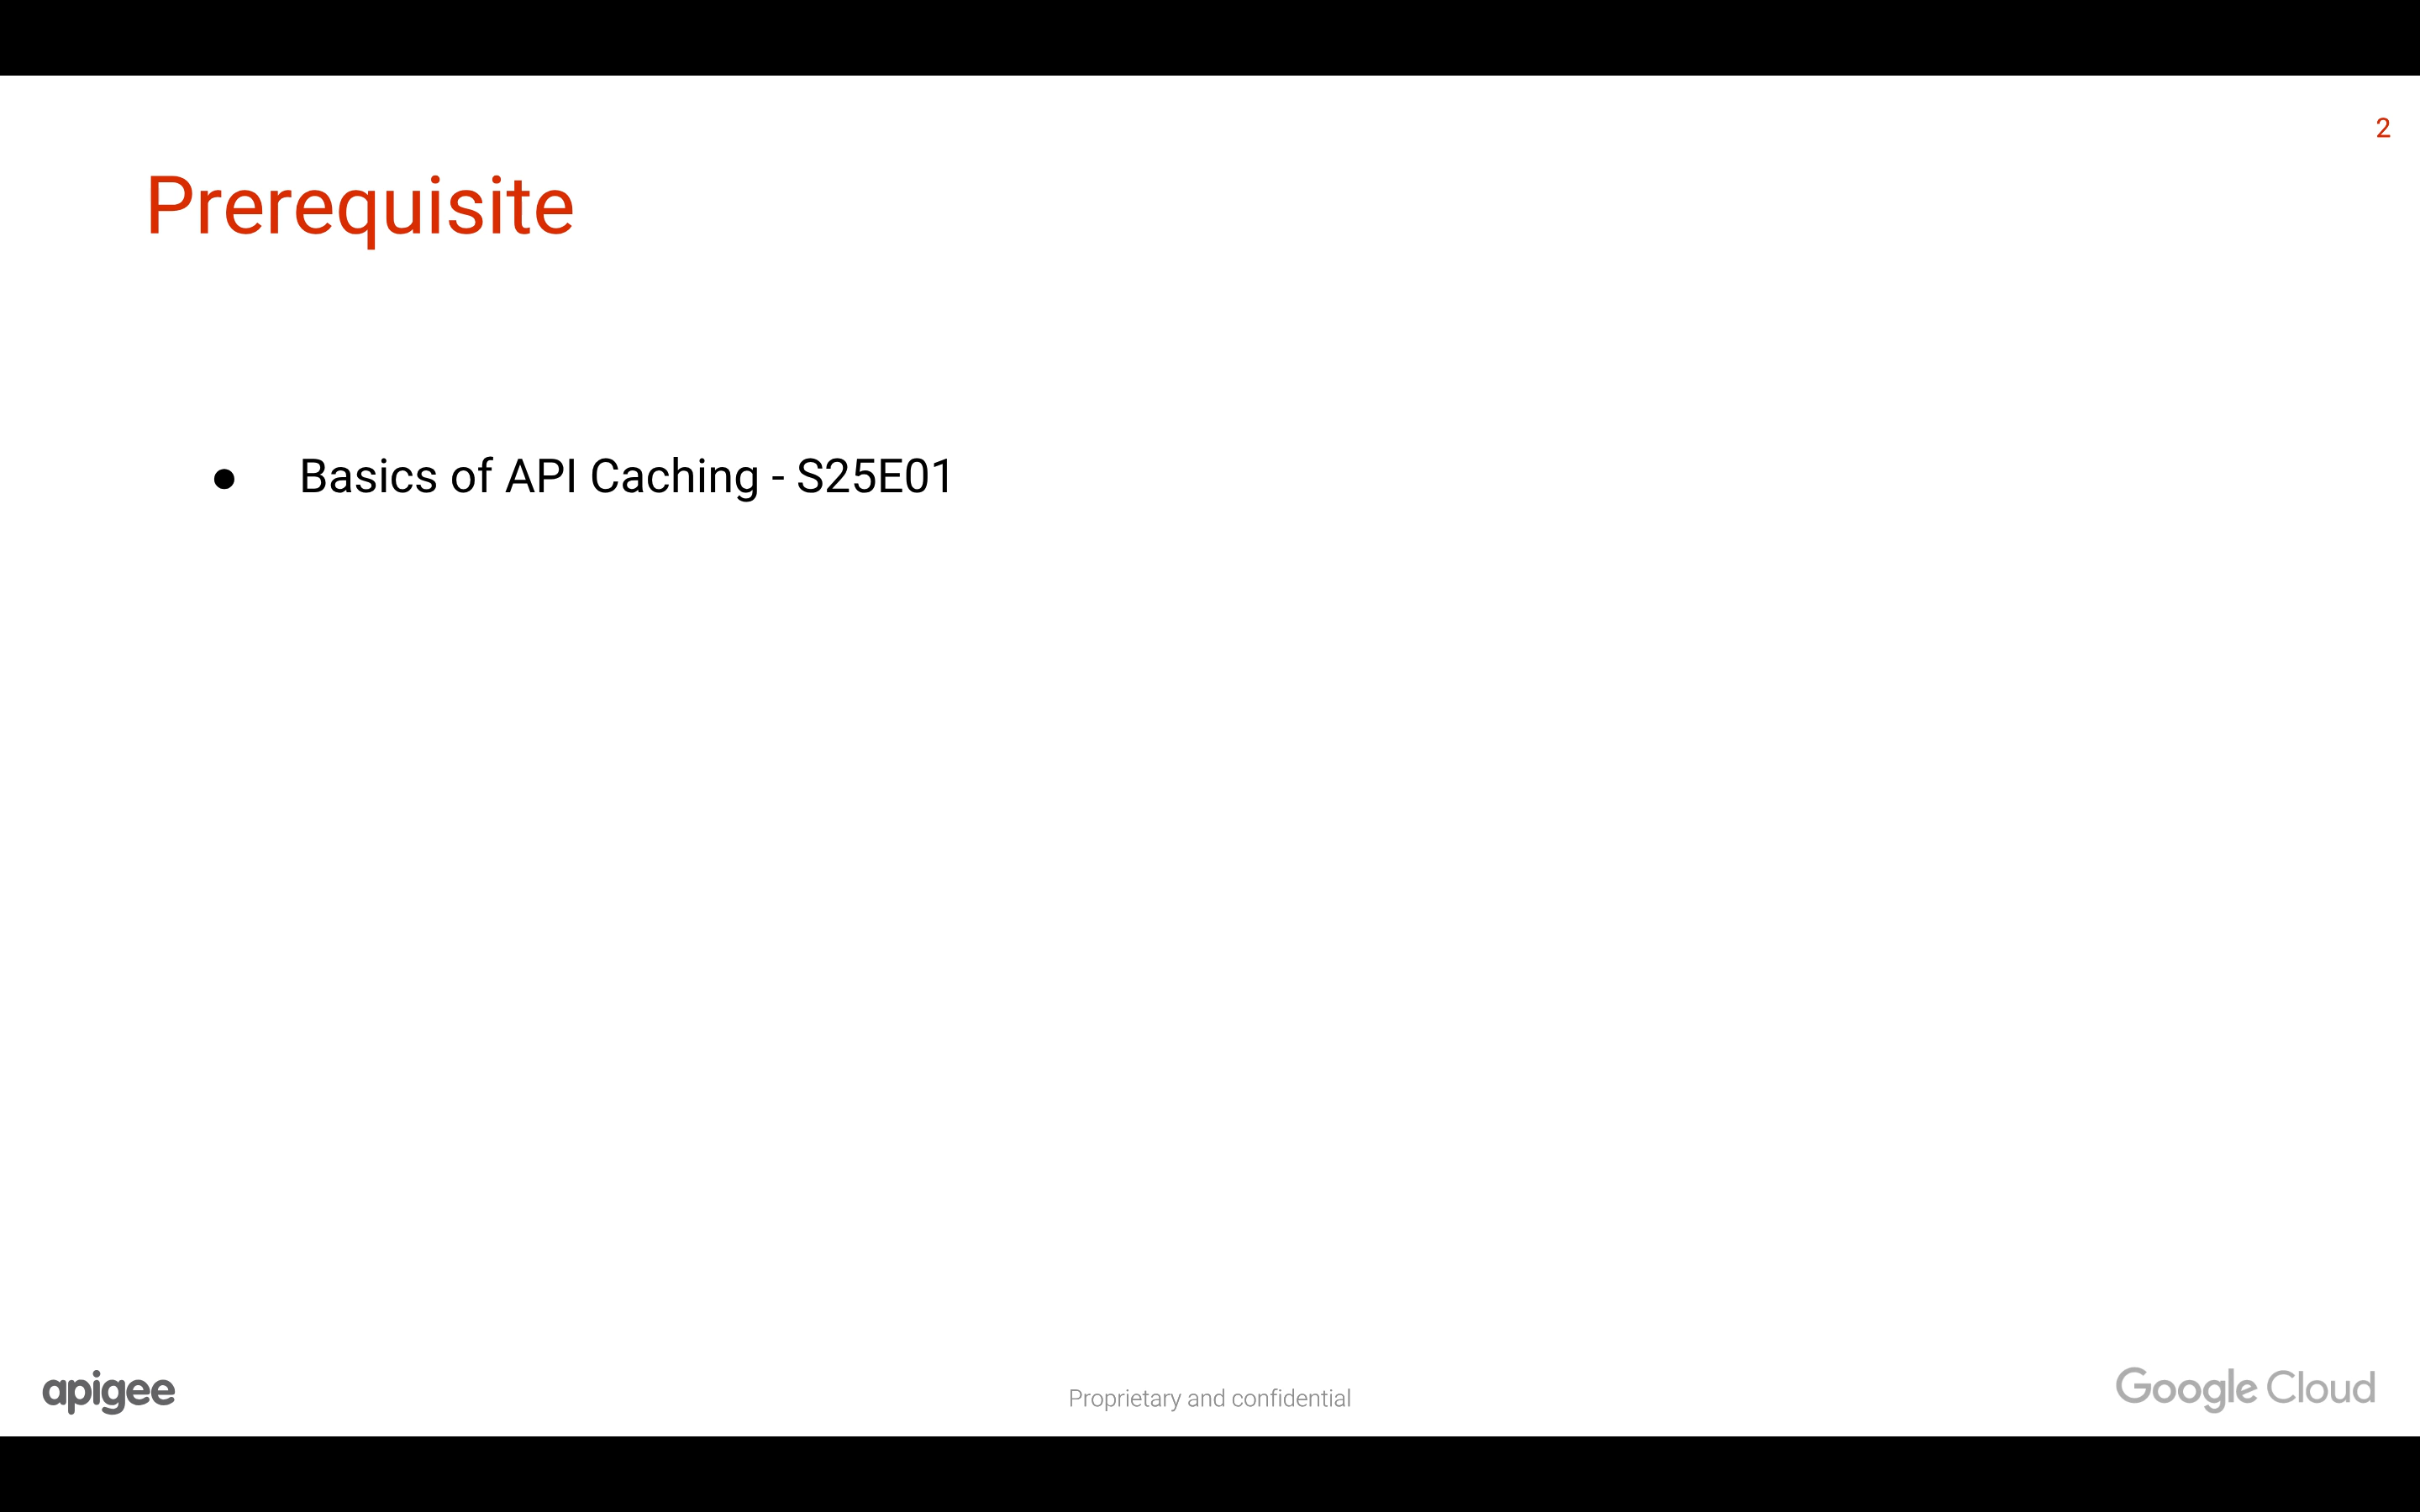 2
Prerequisite
● Basics of API Caching - S25E01
apigee
Proprietary and confidential
Google Cloud